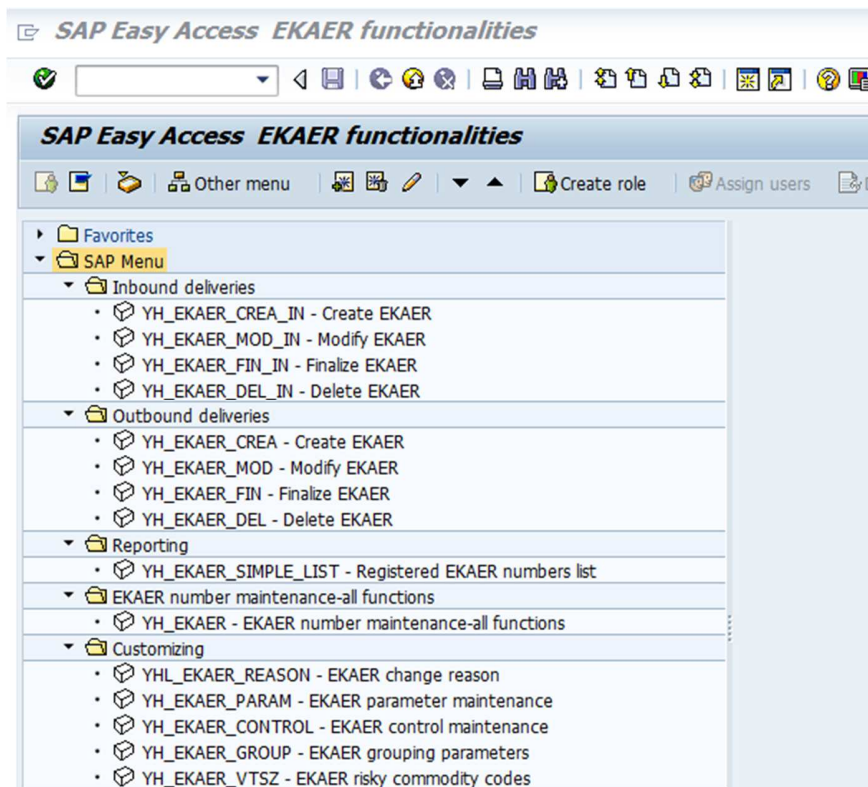 SAP Easy Access EKAER functionalities
SAP Easy Access EKAER functionalities
Other menu Create role Assign users
Favorites
SAP Menu
Inbound deliveries
YH_EKAER_CREA_IN - Create EKAER
YH_EKAER_MOD_IN - Modify EKAER
YH_EKAER_FIN_IN - Finalize EKAER
YH_EKAER_DEL_IN - Delete EKAER
Outbound deliveries
YH_EKAER_CREA - Create EKAER
YH_EKAER_MOD - Modify EKAER
YH_EKAER_FIN - Finalize EKAER
YH_EKAER_DEL - Delete EKAER
Reporting
YH_EKAER_SIMPLE_LIST - Registered EKAER numbers list
EKAER number maintenance-all functions
YH_EKAER - EKAER number maintenance-all functions
Customizing
YHL_EKAER_REASON - EKAER change reason
YH_EKAER_PARAM - EKAER parameter maintenance
YH_EKAER_CONTROL - EKAER control maintenance
YH_EKAER_GROUP - EKAER grouping parameters
YH_EKAER_VTSZ - EKAER risky commodity codes